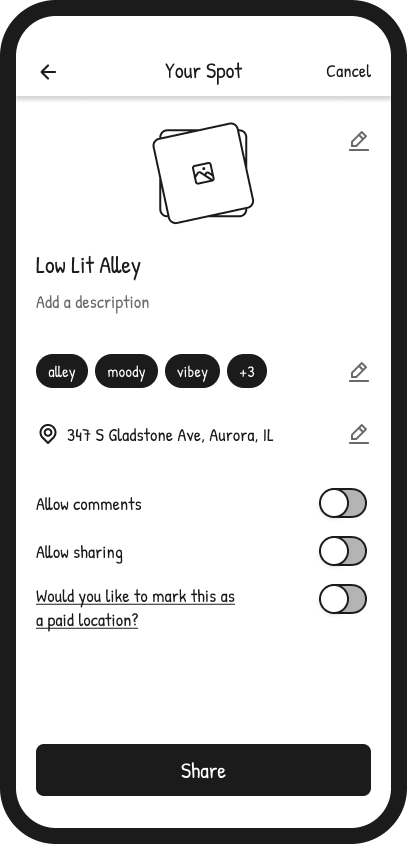 Your Spot
Cancel
Low Lit Alley
Add a description
alley moody vibey +3
347 S Gladstone Ave, Aurora, IL
Allow comments
Allow sharing
Would you like to mark this as
a paid location?
Share